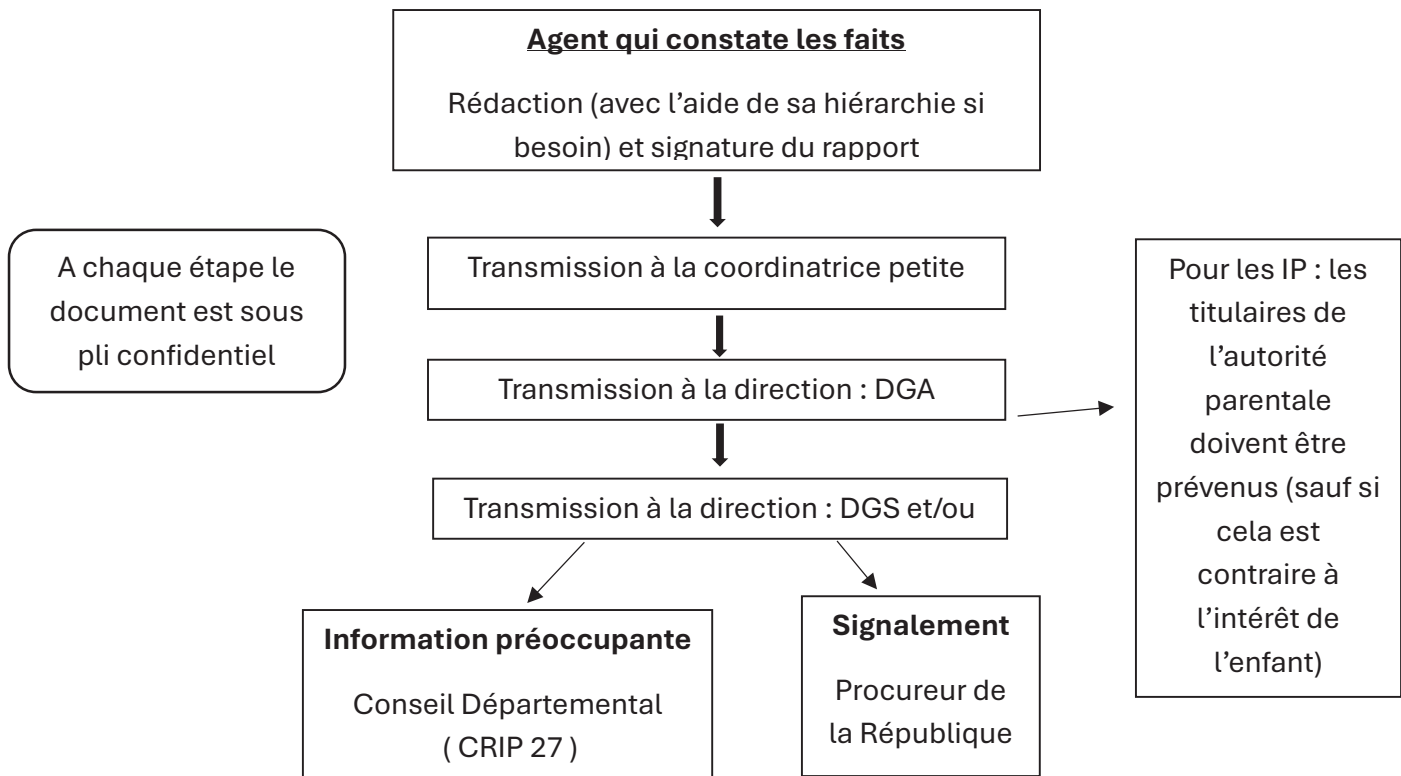 Agent qui constate les faits
Rédaction (avec l’aide de sa hiérarchie si
besoin) et signature du rapport
A chaque étape le
document est sous
pli confidentiel
Transmission à la coordinatrice petite
Transmission à la direction : DGA
Transmission à la direction : DGS et/ou
Pour les IP : les
titulaires de
l’autorité
parentale
doivent être
prévenus (sauf si
cela est
contraire à
l’intérêt de
l’enfant)
Information préoccupante
Conseil Départemental
( CRIP 27 )
Signalement
Procureur de
la République